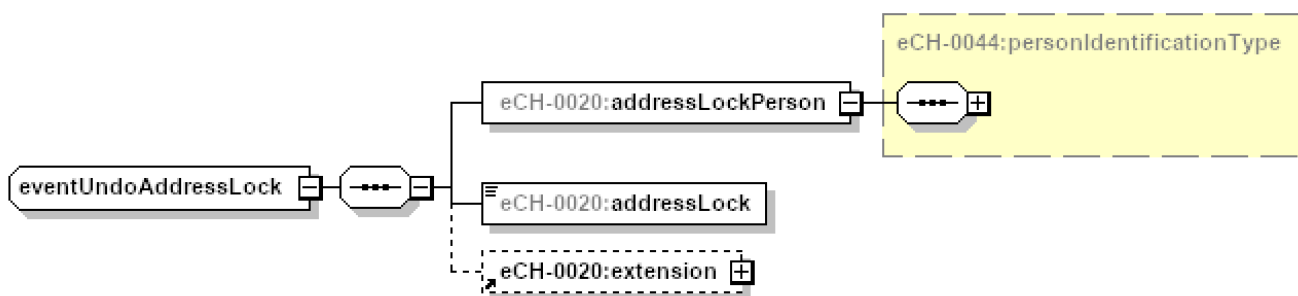 eCH-0044:personIdentificationType
eCH-0020:addressLockPerson
eventUndoAddressLock
eCH-0020:addressLock
eCH-0020:extension